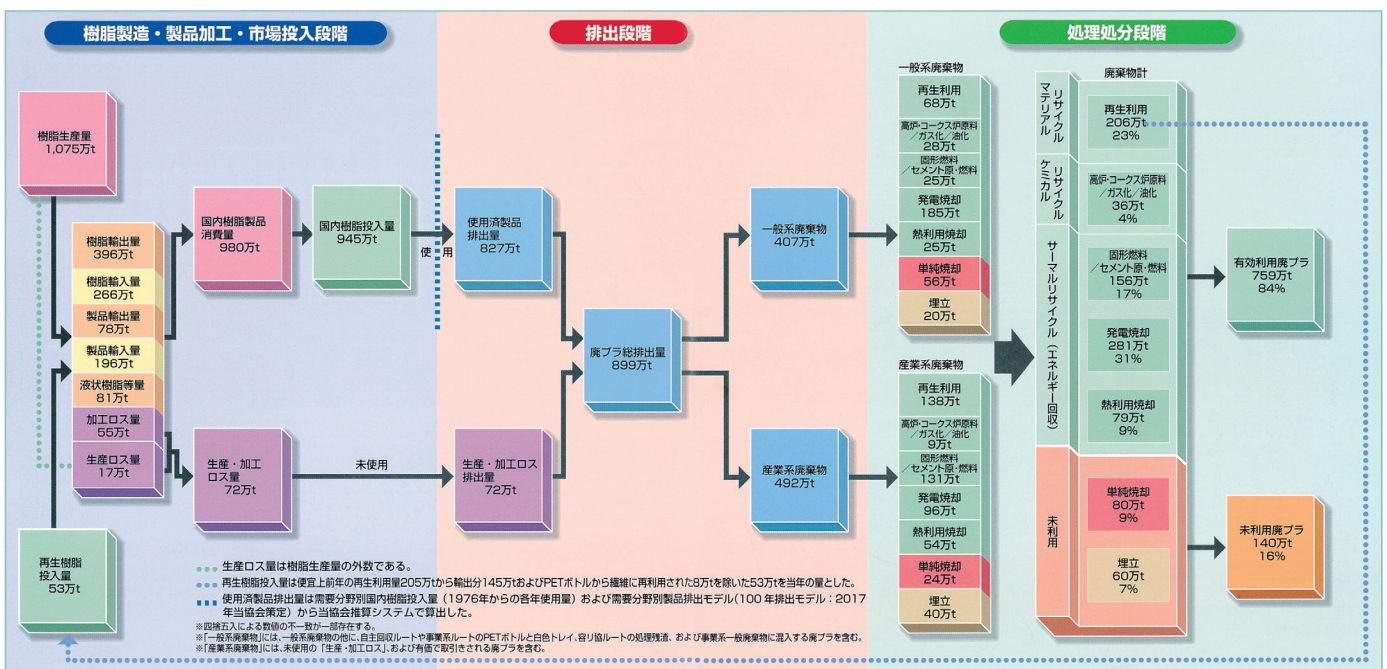 樹脂製造・製品加工・市場投入段階
排出段階
処理処分段階
樹脂生産量
1,075万t
樹脂輸出量
396万t
樹脂輸入量
266万t
製品輸出量
78万t
製品輸入量
196万t
液状樹脂等量
81万t
加工ロス量
55万t
生産ロス量
17万t
再生樹脂
投入量
53万t
国内樹脂製品
消費量
980万t
国内樹脂投入量
945万t
使 用
生産・加工
ロス量
72万t
未使用
使用済製品
排出量
827万t
生産・加工ロス
排出量
72万t
廃プラ総排出量
899万t
一般系廃棄物
407万t
産業系廃棄物
492万t
一般系廃棄物
再生利用
68万t
高炉・コークス炉原料
／ガス化／油化
28万t
固形燃料
／セメント原・燃料
25万t
発電焼却
185万t
熱利用焼却
25万t
単純焼却
56万t
埋立
20万t
産業系廃棄物
再生利用
138万t
高炉・コークス炉原料
／ガス化／油化
9万t
固形燃料
／セメント原・燃料
131万t
発電焼却
96万t
熱利用焼却
54万t
単純焼却
24万t
埋立
40万t
廃棄物計
マテリアル
リサイクル
再生利用
206万t
23%
ケミカル
リサイクル
高炉・コークス炉原料
／ガス化／油化
36万t
4%
サーマルリサイクル（エネルギー回収）
固形燃料
／セメント原・燃料
156万t
17%
発電焼却
281万t
31%
熱利用焼却
79万t
9%
未利用
単純焼却
80万t
9%
埋立
60万t
7%
有効利用廃プラ
759万t
84%
未利用廃プラ
140万t
16%
生産ロス量は樹脂生産量の外数である。
再生樹脂投入量は便宜上前年の再生利用量205万tから輸出分145万tおよびPETボトルから繊維に再利用された8万tを除いた53万tを当年の量とした。
使用済製品排出量は需要分野別国内樹脂投入量（1976年からの各年使用量）および需要分野別製品排出モデル(100年排出モデル：2017
年当協会策定）から当協会推算システムで算出した。
※四捨五入による数値の不一致が一部存在する。
※「一般系廃棄物」には、一般系廃棄物の他に、自主回収ルートや事業系ルートのPETボトルと白色トレイ、容リ協ルートの処理残渣、および事業系一般廃棄物に混入する廃プラを含む。
※「産業系廃棄物」には、未使用の「生産・加工ロス」、および有価で取引きされる廃プラを含む。